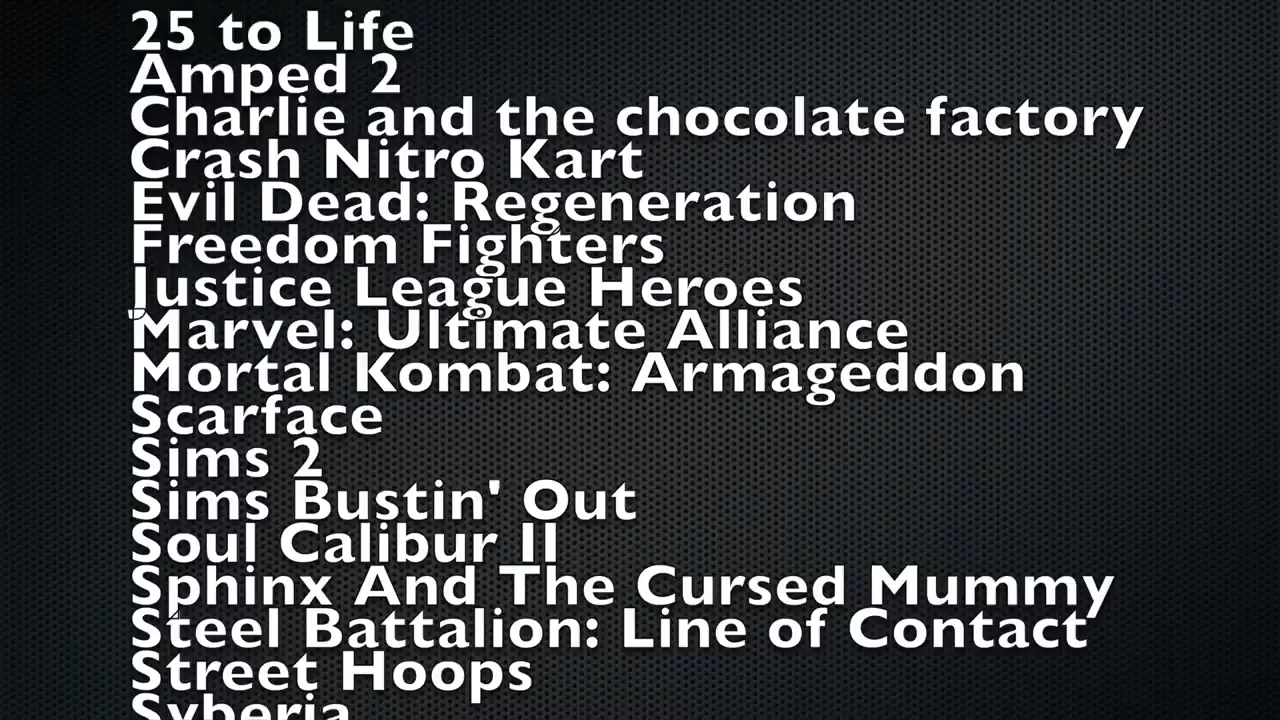 25 to Life
Amped 2
Charlie and the chocolate factory
Crash Nitro Kart
Evil Dead: Regeneration
Freedom Fighters
Justice League Heroes
Marvel: Ultimate Alliance
Mortal Kombat: Armageddon
Scarface
Sims 2
Sims Bustin' Out
Soul Calibur II
Sphinx And The Cursed Mummy
Steel Battalion: Line of Contact
Street Hoops
Syberia